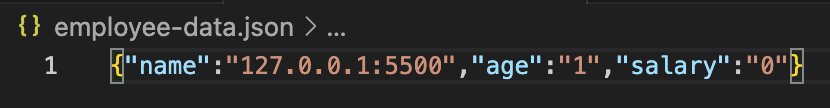 {} employee-data.json > ...
1 {"name":"127.0.0.1:5500","age":"1","salary":"0"}